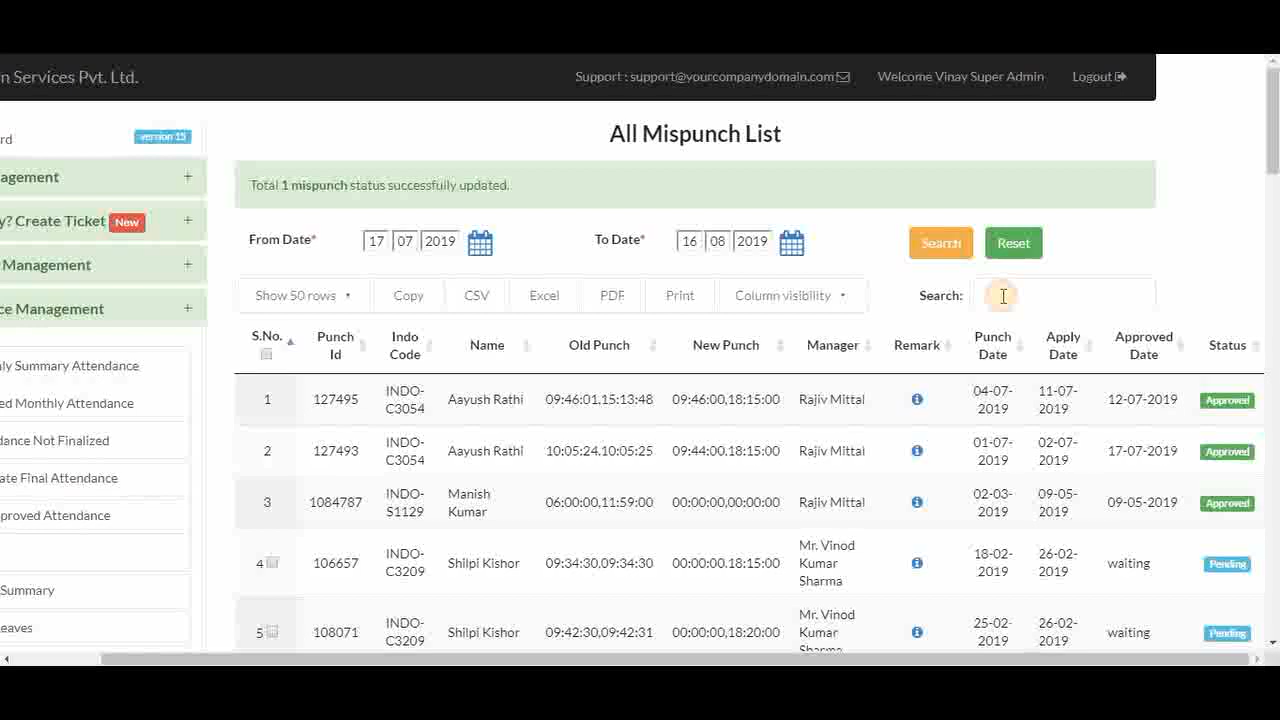 n Services Pvt. Ltd.
Support : support@yourcompanydomain.com
Welcome Vinay Super Admin
Logout
rd
version 15
agement +
y? Create Ticket New +
Management +
ce Management +
ly Summary Attendance
ed Monthly Attendance
dance Not Finalized
ate Final Attendance
proved Attendance
Summary
eaves
All Mispunch List
Total 1 mispunch status successfully updated.
From Date* 17 07 2019
To Date* 16 08 2019
Search Reset
Show 50 rows Copy CSV Excel PDF Print Column visibility Search:
S.No. Punch Id Indo Code Name Old Punch New Punch Manager Remark Punch Date Apply Date Approved Date Status
1 127495 INDO-C3054 Aayush Rathi 09:46:01,15:13:48 09:46:00,18:15:00 Rajiv Mittal 04-07-2019 11-07-2019 12-07-2019 Approved
2 127493 INDO-C3054 Aayush Rathi 10:05:24,10:05:25 09:44:00,18:15:00 Rajiv Mittal 01-07-2019 02-07-2019 17-07-2019 Approved
3 1084787 INDO-S1129 Manish Kumar 06:00:00,11:59:00 00:00:00,00:00:00 Rajiv Mittal 02-03-2019 09-05-2019 09-05-2019 Approved
4 106657 INDO-C3209 Shilpi Kishor 09:34:30,09:34:30 00:00:00,18:15:00 Mr. Vinod Kumar Sharma 18-02-2019 26-02-2019 waiting Pending
5 108071 INDO-C3209 Shilpi Kishor 09:42:30,09:42:31 00:00:00,18:20:00 Mr. Vinod Kumar Sharma 25-02-2019 26-02-2019 waiting Pending